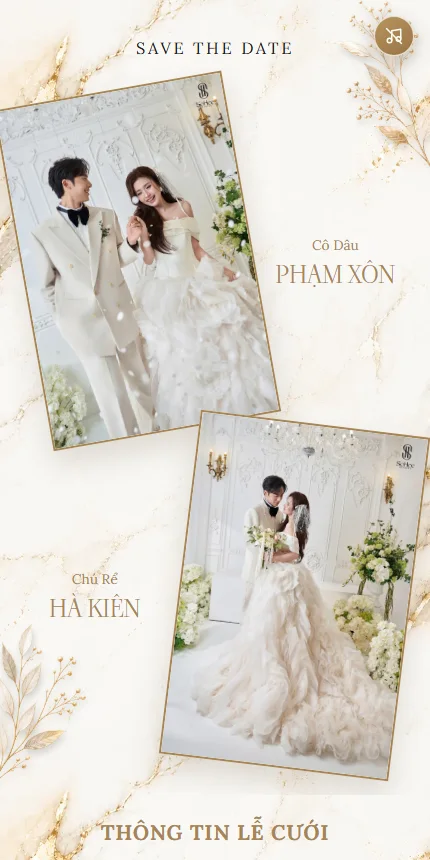 SAVE THE DATE
Cô Dâu
PHẠM XÔN
Chú Rể
HÀ KIÊN
THÔNG TIN LỄ CƯỚI